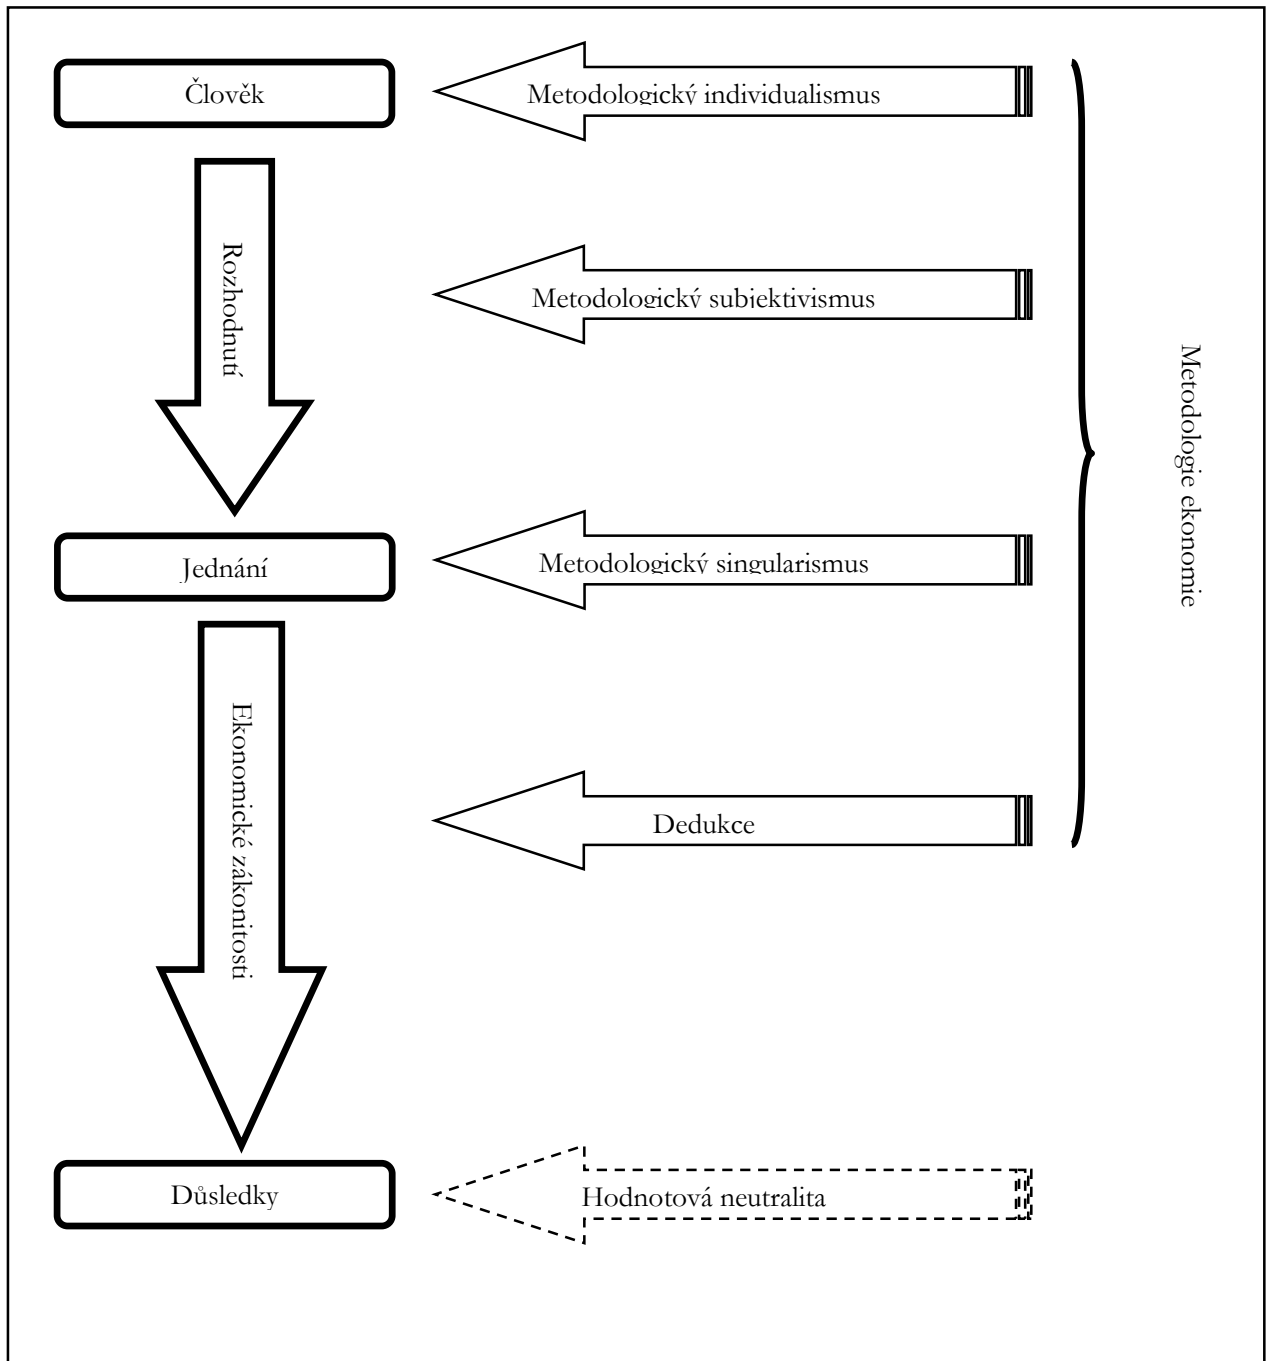 Člověk
Metodologický individualismus
Rozhodnutí
Metodologický subjektivismus
Metodologie ekonomie
Jednání
Metodologický singularismus
Ekonomické zákonitosti
Dedukce
Důsledky
Hodnotová neutralita